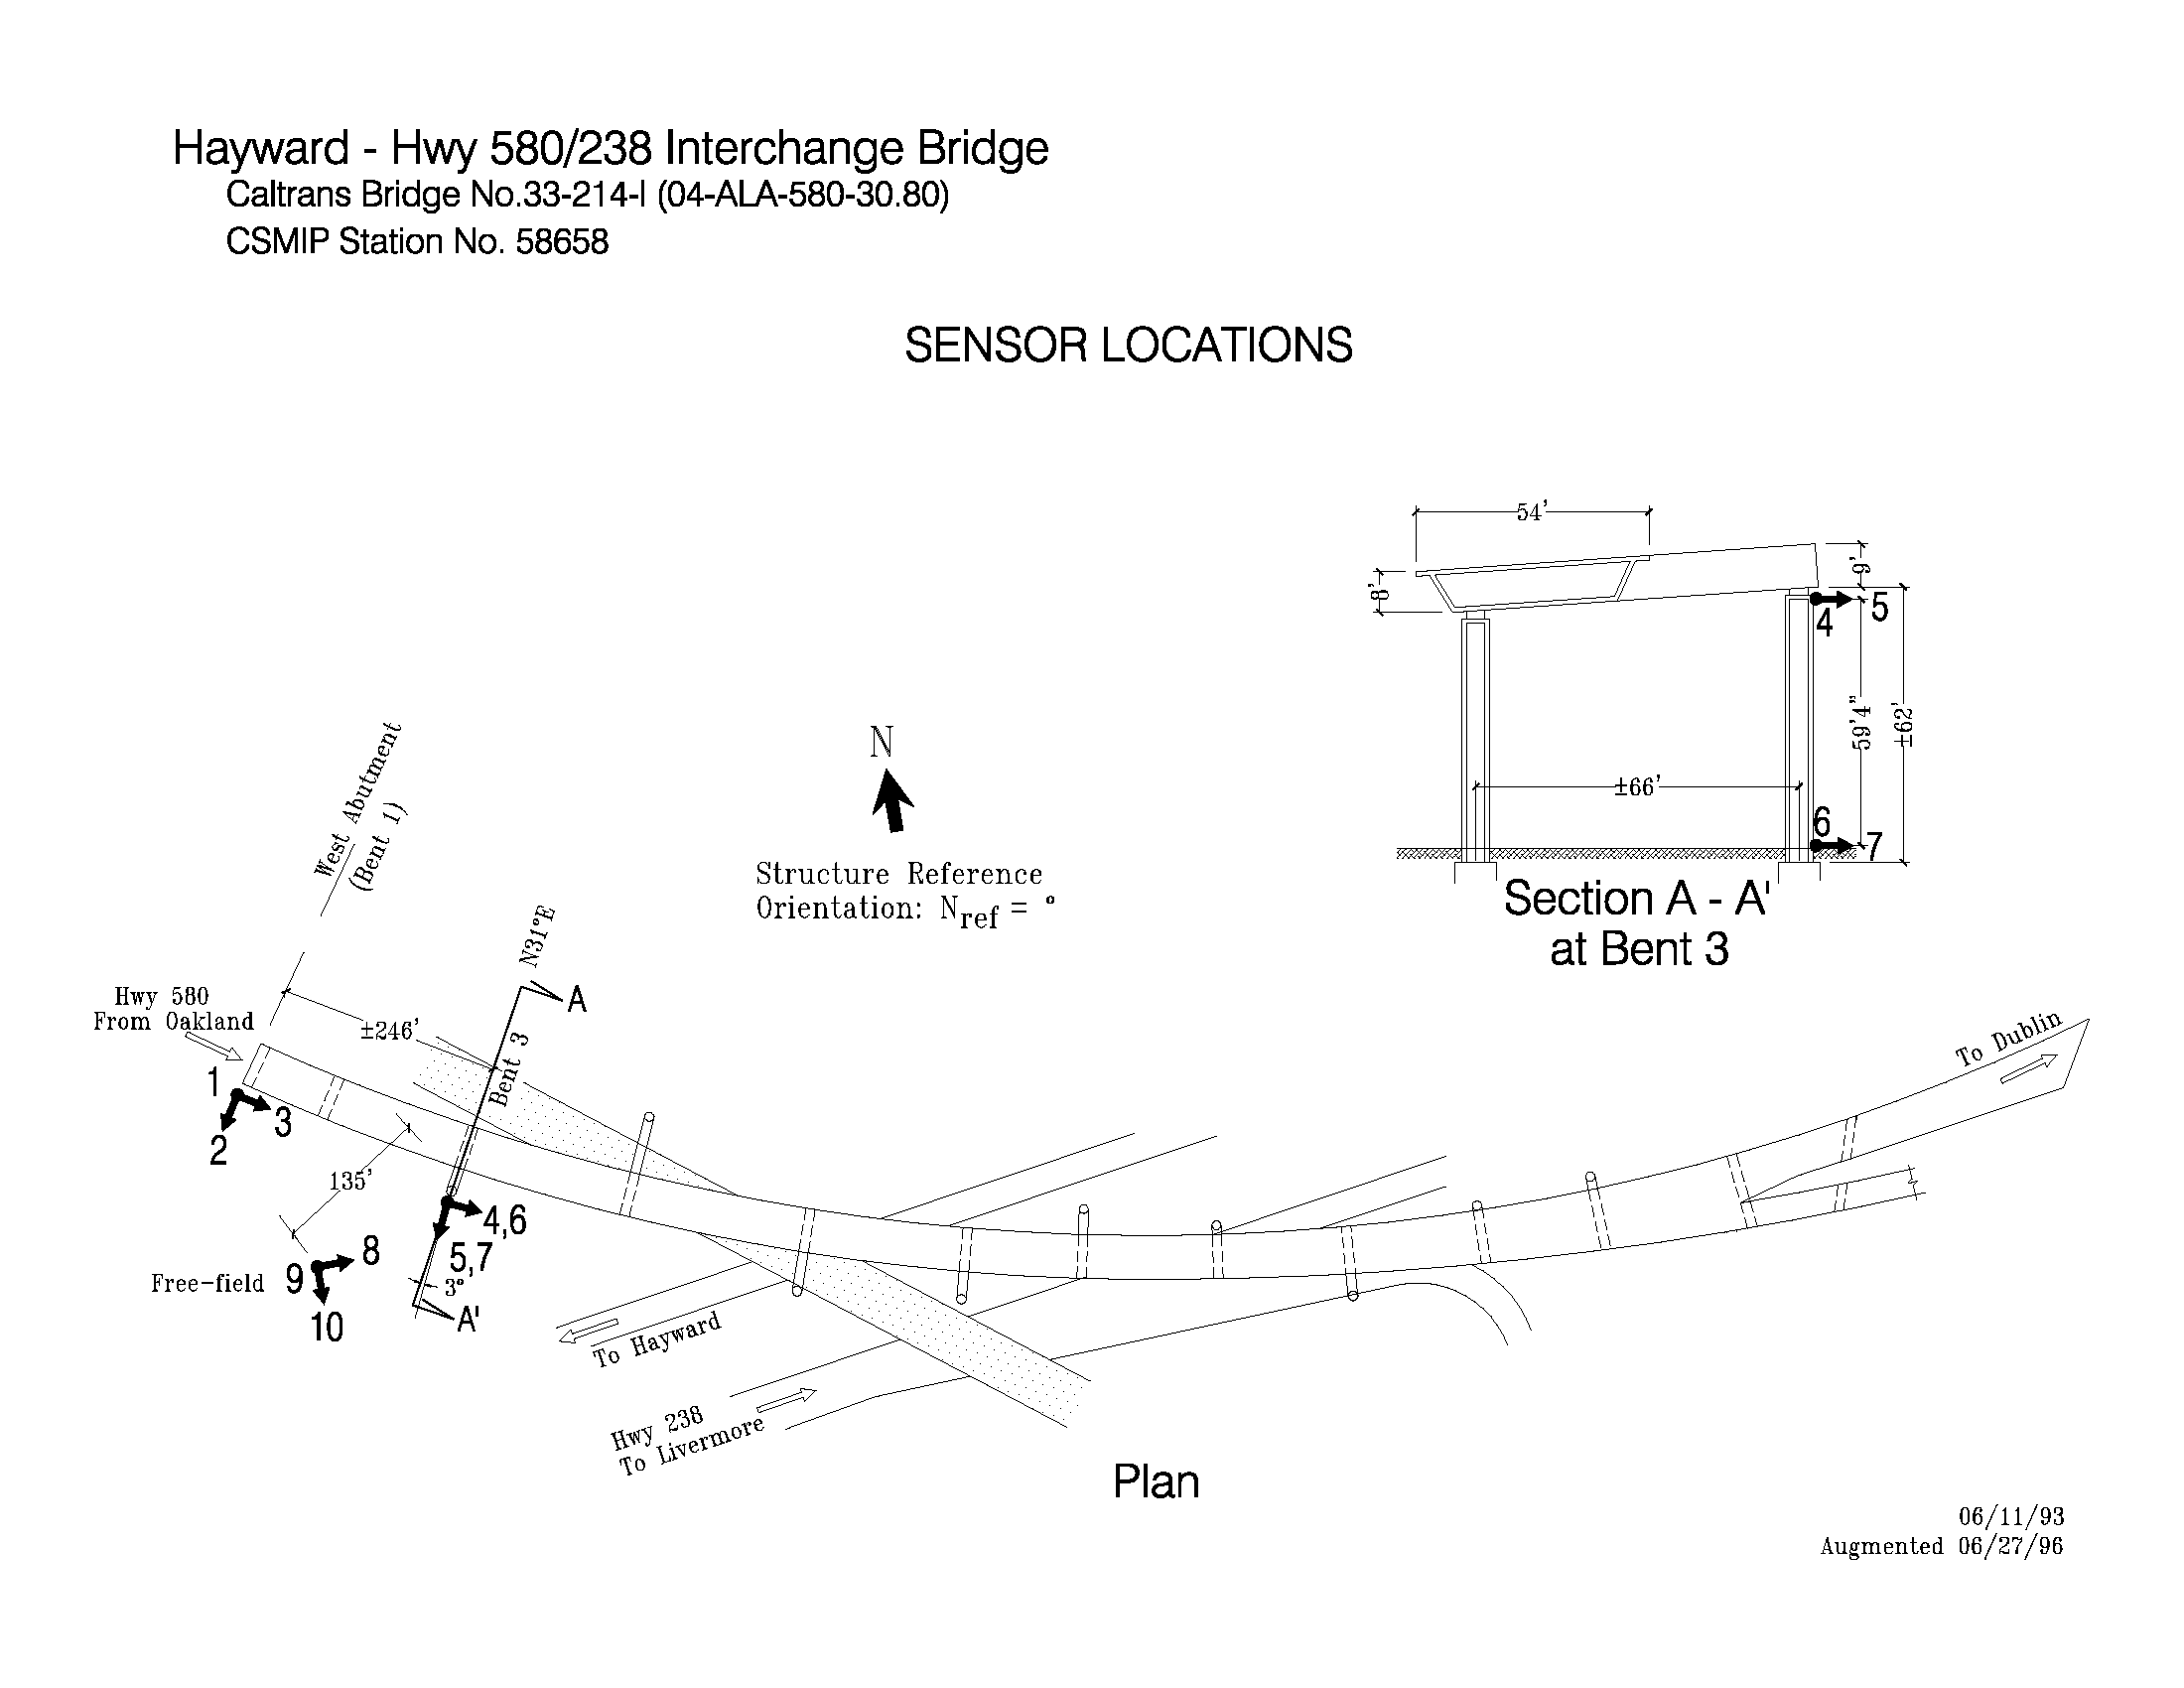 Hayward - Hwy 580/238 Interchange Bridge
Caltrans Bridge No.33-214-I (04-ALA-580-30.80)
CSMIP Station No. 58658
SENSOR LOCATIONS
54'
8'
9'
4
5
59'4"
±62'
±66'
6
7
Section A - A'
at Bent 3
N
Structure Reference
Orientation: Nref = °
West Abutment
(Bent 1)
N31°E
A
Bent 3
Hwy 580
From Oakland
±246'
1
2
3
135'
4,6
5,7
3°
A'
8
9
10
Free-field
To Hayward
Hwy 238
To Livermore
To Dublin
Plan
06/11/93
Augmented 06/27/96